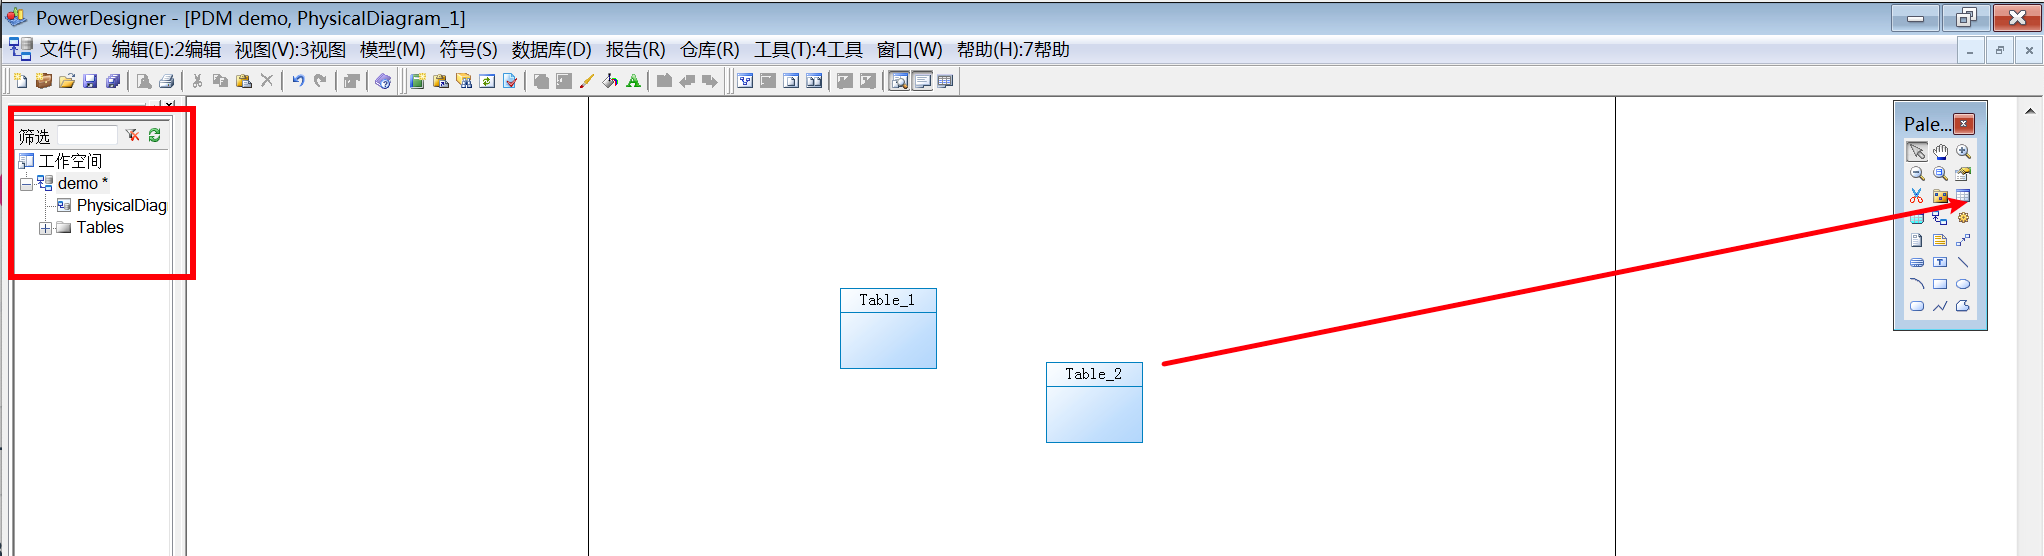 PowerDesigner - [PDM demo, PhysicalDiagram_1]
文件(F) 编辑(E):2编辑 视图(V):3视图 模型(M) 符号(S) 数据库(D) 报告(R) 仓库(R) 工具(T):4工具 窗口(W) 帮助(H):7帮助
筛选
工作空间
demo *
PhysicalDiag
Tables
Table_1
Table_2
Pale...